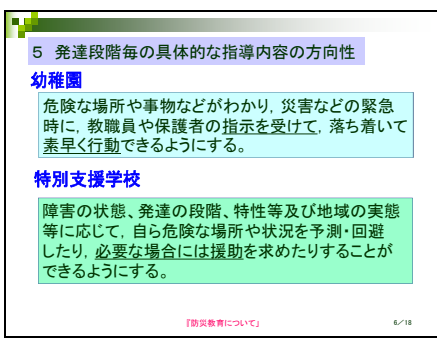 5 発達段階毎の具体的な指導内容の方向性
幼稚園
危険な場所や事物などがわかり，災害などの緊急
時に，教職員や保護者の指示を受けて，落ち着いて
素早く行動できるようにする。
特別支援学校
障害の状態、発達の段階、特性等及び地域の実態
等に応じて，自ら危険な場所や状況を予測・回避
したり，必要な場合には援助を求めたりすることが
できるようにする。
『防災教育について』
6／18